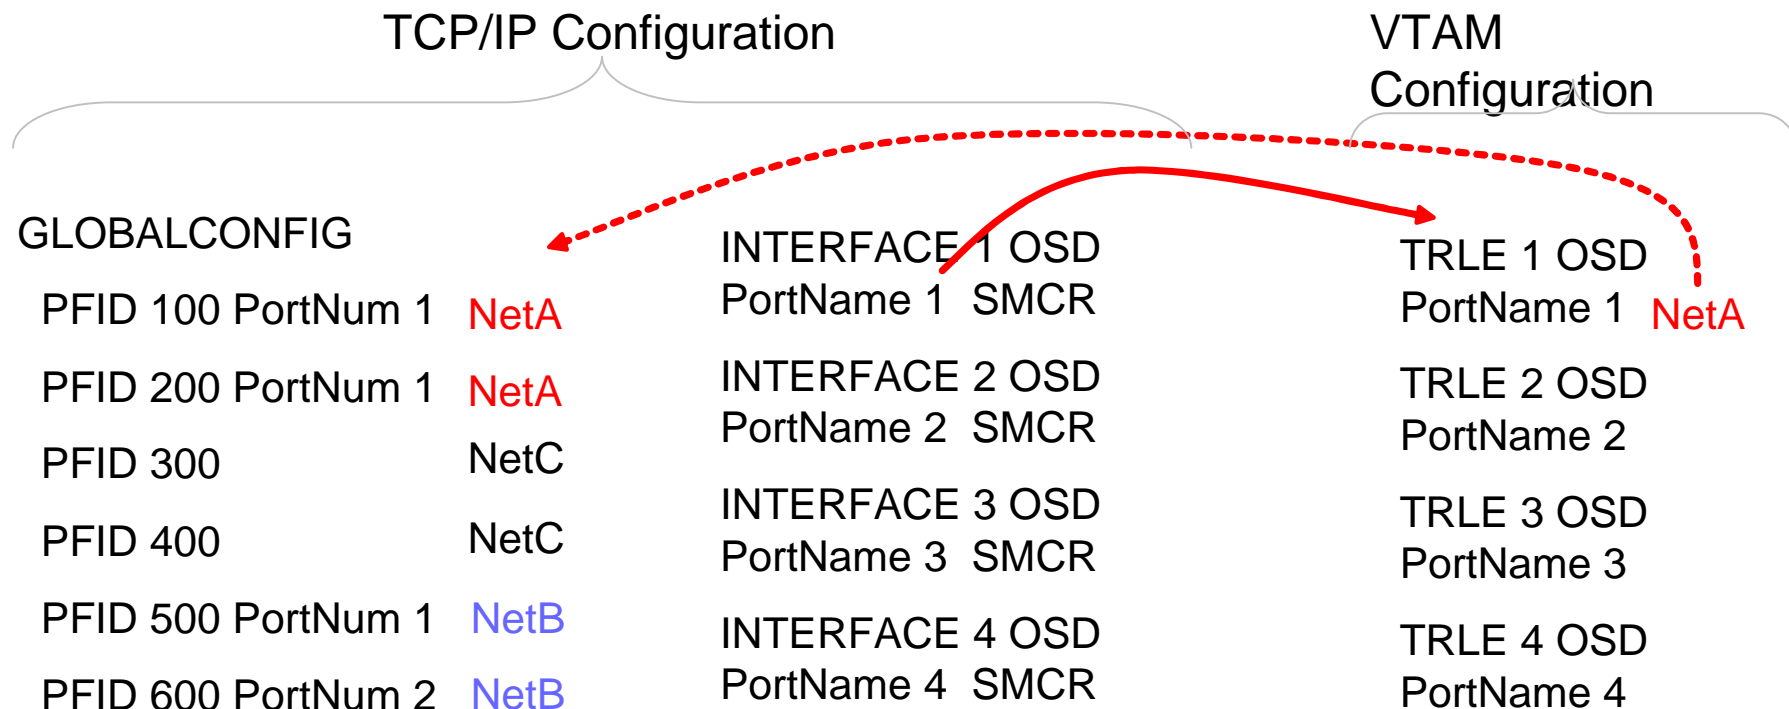 TCP/IP Configuration
VTAM
Configuration
GLOBALCONFIG
PFID 100 PortNum 1 NetA
PFID 200 PortNum 1 NetA
PFID 300 NetC
PFID 400 NetC
PFID 500 PortNum 1 NetB
PFID 600 PortNum 2 NetB
INTERFACE 1 OSD
PortName 1 SMCR
INTERFACE 2 OSD
PortName 2 SMCR
INTERFACE 3 OSD
PortName 3 SMCR
INTERFACE 4 OSD
PortName 4 SMCR
TRLE 1 OSD
PortName 1 NetA
TRLE 2 OSD
PortName 2
TRLE 3 OSD
PortName 3
TRLE 4 OSD
PortName 4